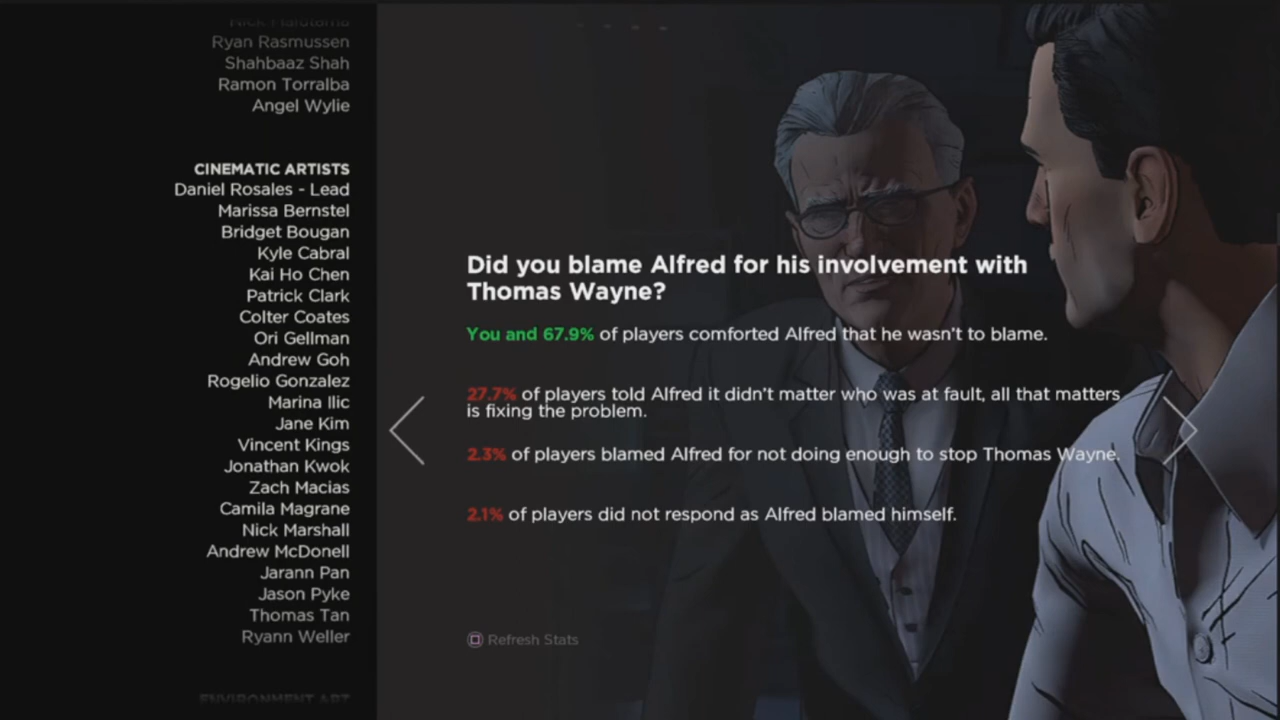 Ryan Rasmussen
Shahbaaz Shah
Ramon Torralba
Angel Wylie
CINEMATIC ARTISTS
Daniel Rosales - Lead
Marissa Bernstel
Bridget Bougan
Kyle Cabral
Kai Ho Chen
Patrick Clark
Colter Coates
Ori Gellman
Andrew Goh
Rogelio Gonzalez
Marina Ilic
Jane Kim
Vincent Kings
Jonathan Kwok
Zach Macias
Camila Magrane
Nick Marshall
Andrew McDonell
Jarann Pan
Jason Pyke
Thomas Tan
Ryann Weller
ENVIRONMENT ART
Did you blame Alfred for his involvement with
Thomas Wayne?
You and 67.9% of players comforted Alfred that he wasn't to blame.
27.7% of players told Alfred it didn't matter who was at fault, all that matters
is fixing the problem.
2.3% of players blamed Alfred for not doing enough to stop Thomas Wayne.
2.1% of players did not respond as Alfred blamed himself.
Refresh Stats